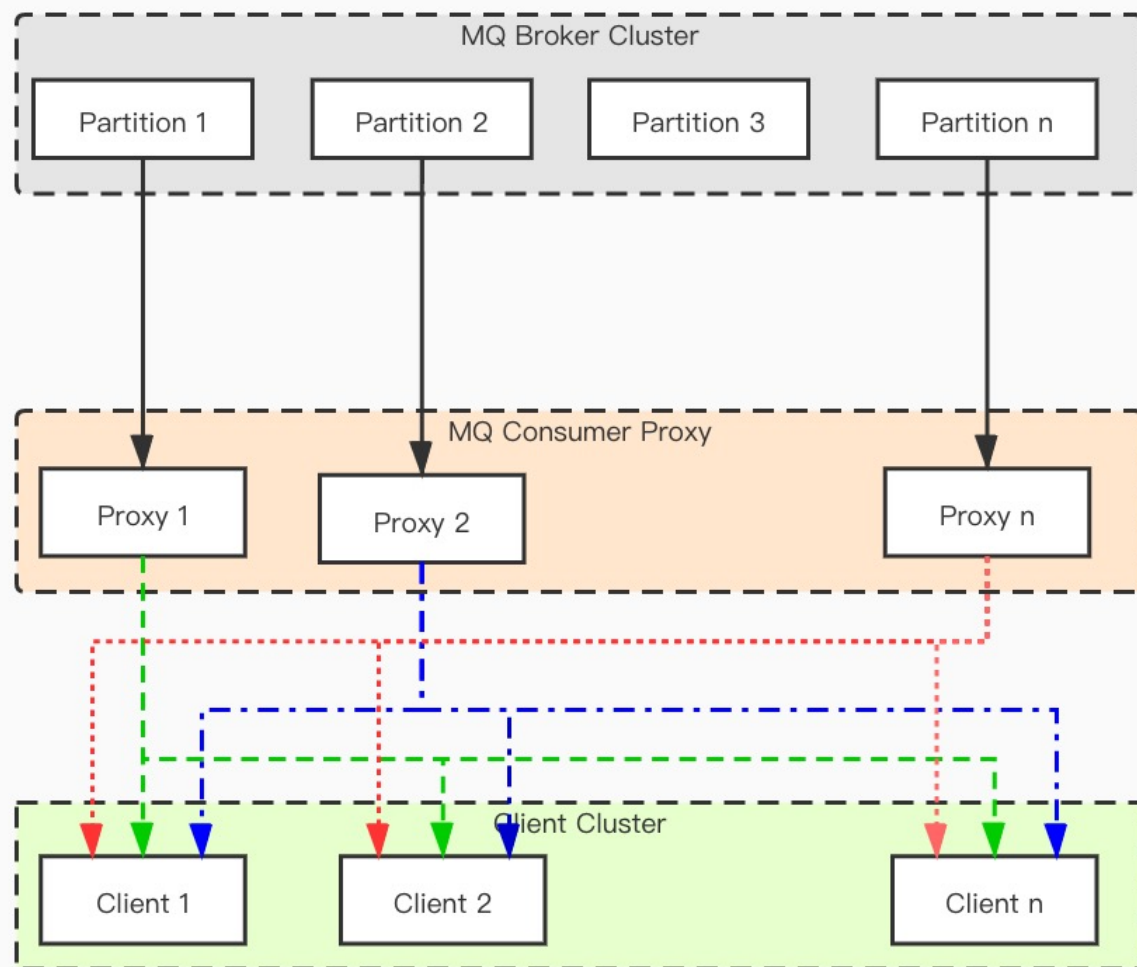 MQ Broker Cluster
Partition 1
Partition 2
Partition 3
Partition n
MQ Consumer Proxy
Proxy 1
Proxy 2
Proxy n
Client Cluster
Client 1
Client 2
Client n